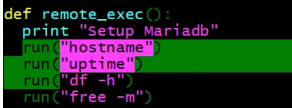 def remote_exec():
print "Setup Mariadb"
run("hostname")
run("uptime")
run("df -h")
run("free -m")